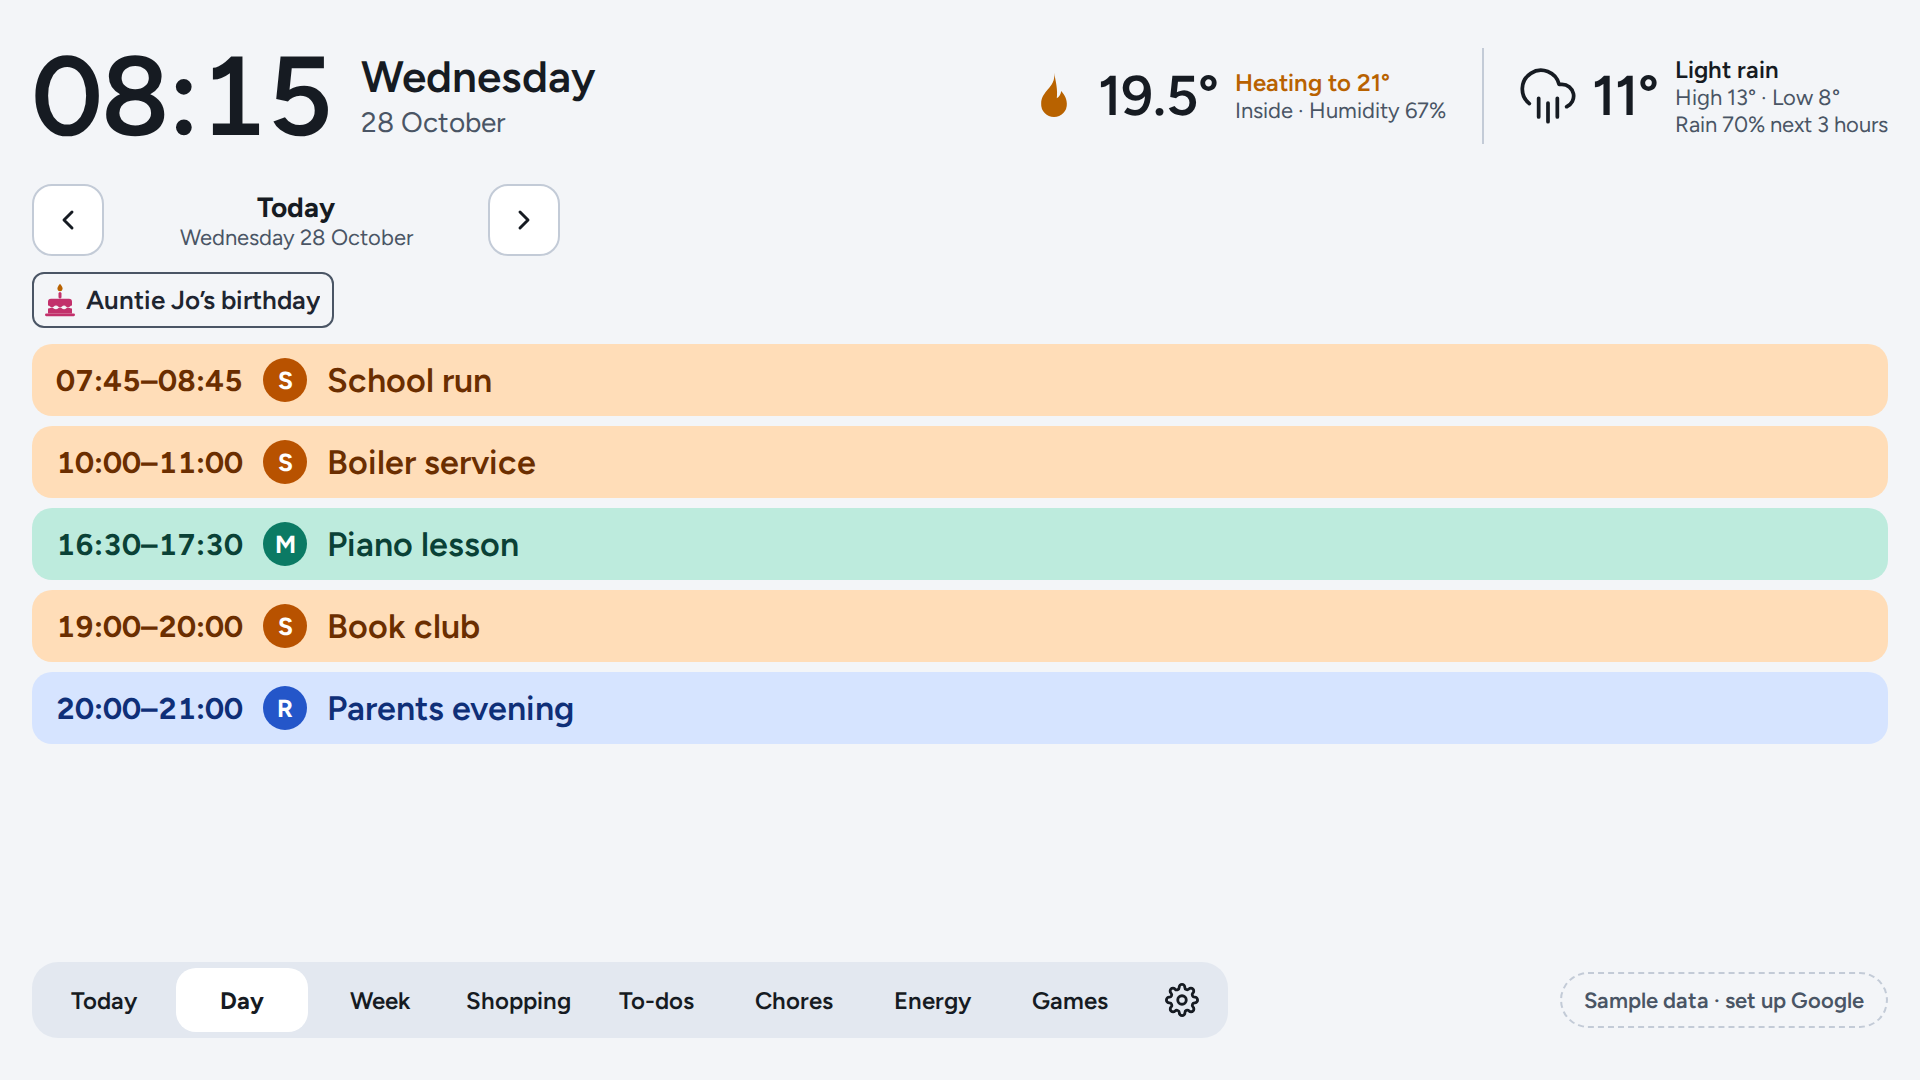 08:15
Wednesday
28 October
19.5°
Heating to 21°
Inside · Humidity 67%
11°
Light rain
High 13° · Low 8°
Rain 70% next 3 hours
Today
Wednesday 28 October
Auntie Jo’s birthday
07:45–08:45 S School run
10:00–11:00 S Boiler service
16:30–17:30 M Piano lesson
19:00–20:00 S Book club
20:00–21:00 R Parents evening
Today Day Week Shopping To-dos Chores Energy Games
Sample data · set up Google